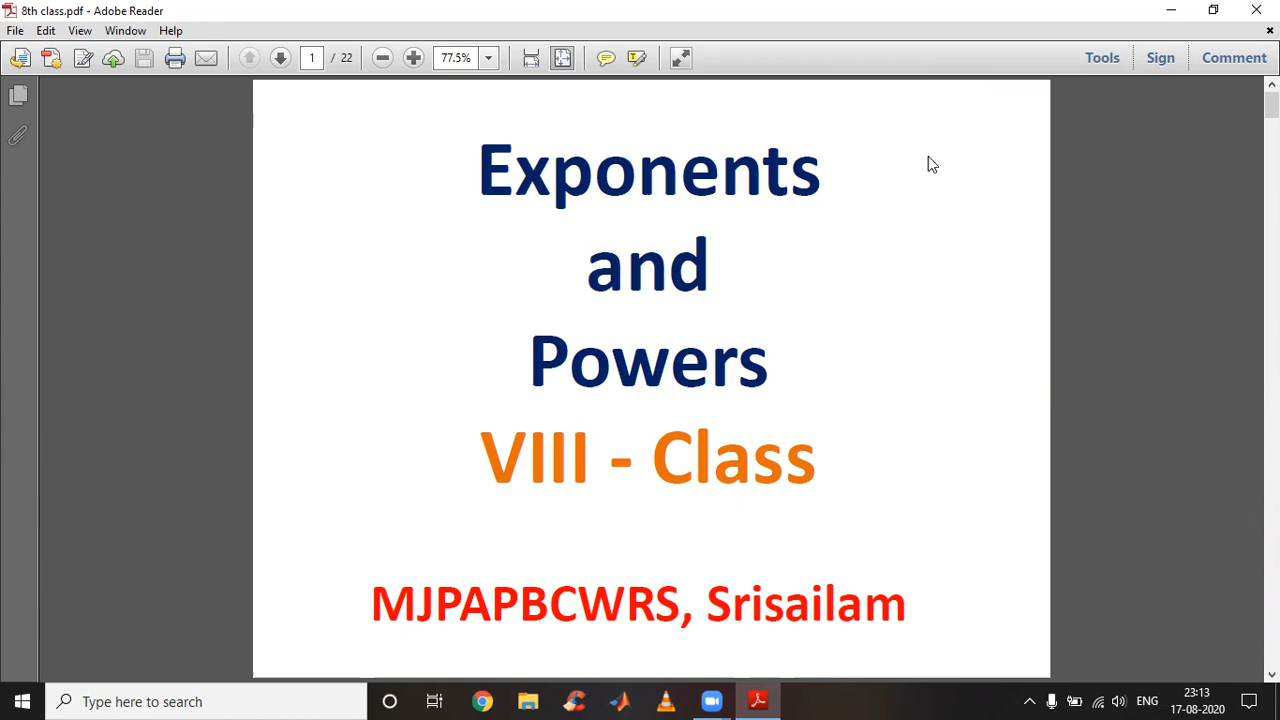 8th class.pdf - Adobe Reader
File Edit View Window Help
1 / 22 77.5% Tools Sign Comment
Exponents
and
Powers
VIII - Class
MJPAPBCWRS, Srisailam
Type here to search
ENG
23:13
17-08-2020